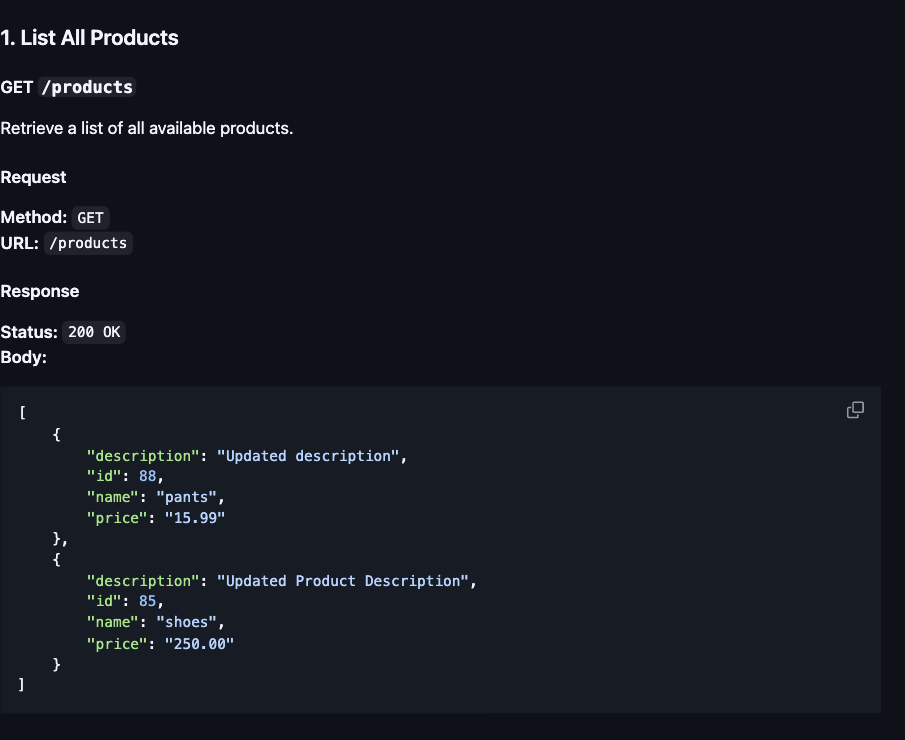 1. List All Products
GET /products
Retrieve a list of all available products.
Request
Method: GET
URL: /products
Response
Status: 200 OK
Body:
[
    {
        "description": "Updated description",
        "id": 88,
        "name": "pants",
        "price": "15.99"
    },
    {
        "description": "Updated Product Description",
        "id": 85,
        "name": "shoes",
        "price": "250.00"
    }
]